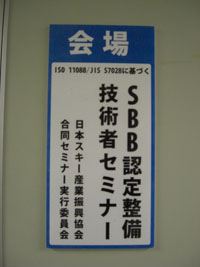 会場
ISO 11088/JIS S7028に基づく
SBB認定整備
技術者セミナー
日本スキー産業振興協会
合同セミナー実行委員会